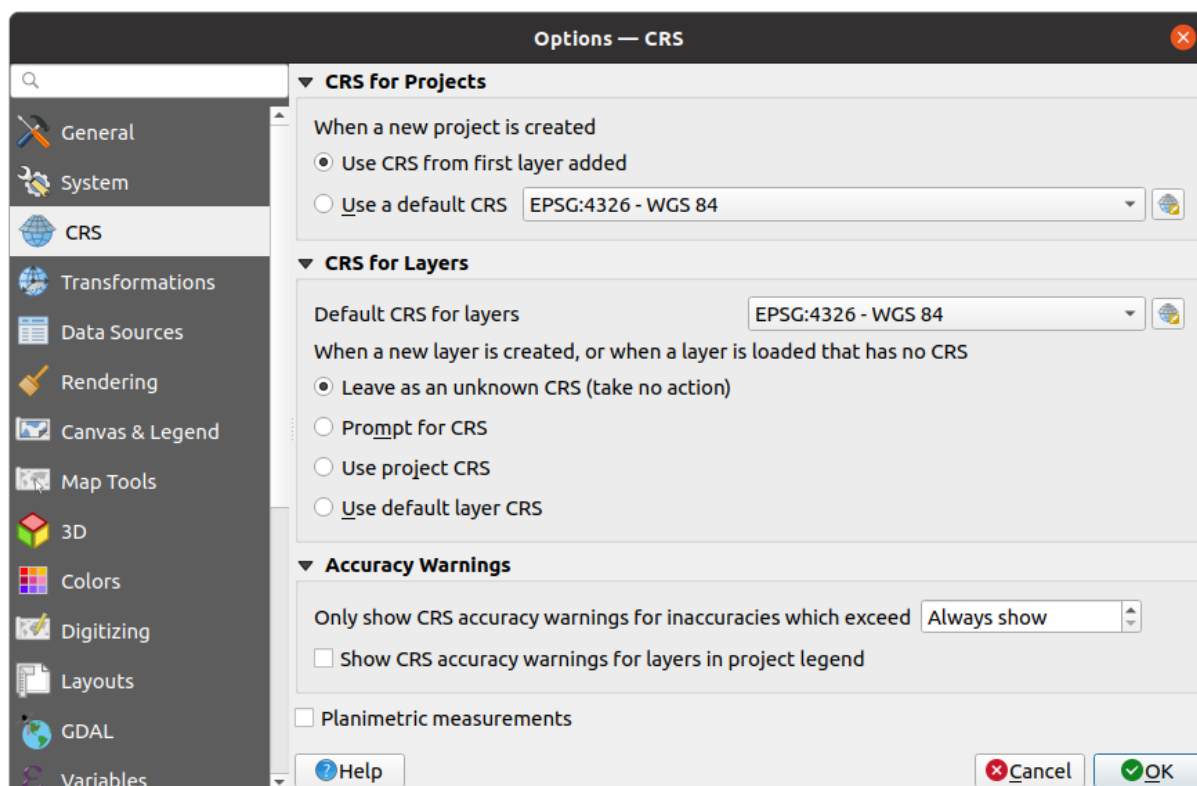 Options — CRS
General
System
CRS
Transformations
Data Sources
Rendering
Canvas & Legend
Map Tools
3D
Colors
Digitizing
Layouts
GDAL
Variables
CRS for Projects
When a new project is created
Use CRS from first layer added
Use a default CRS EPSG:4326 - WGS 84
CRS for Layers
Default CRS for layers EPSG:4326 - WGS 84
When a new layer is created, or when a layer is loaded that has no CRS
Leave as an unknown CRS (take no action)
Prompt for CRS
Use project CRS
Use default layer CRS
Accuracy Warnings
Only show CRS accuracy warnings for inaccuracies which exceed Always show
Show CRS accuracy warnings for layers in project legend
Planimetric measurements
Help Cancel OK